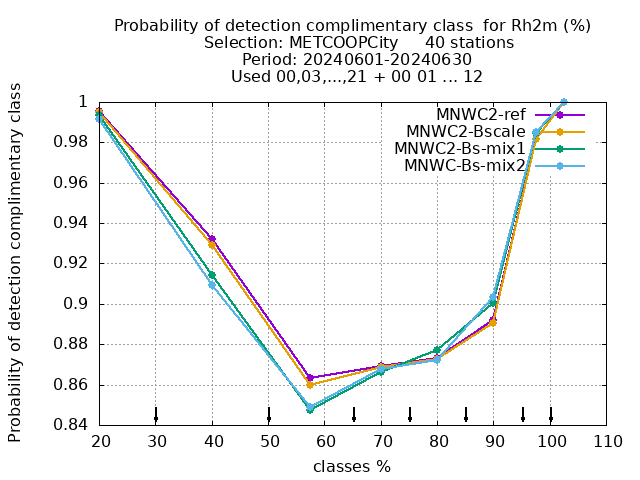 Probability of detection complimentary class  for Rh2m (%)
Selection: METCOOPCity     40 stations
Period: 20240601-20240630
Used 00,03,...,21 + 00 01 ... 12
Probability of detection complimentary class
1
0.98
0.96
0.94
0.92
0.9
0.88
0.86
0.84
MNWC2-ref
MNWC2-Bscale
MNWC2-Bs-mix1
MNWC-Bs-mix2
20 30 40 50 60 70 80 90 100 110
classes %